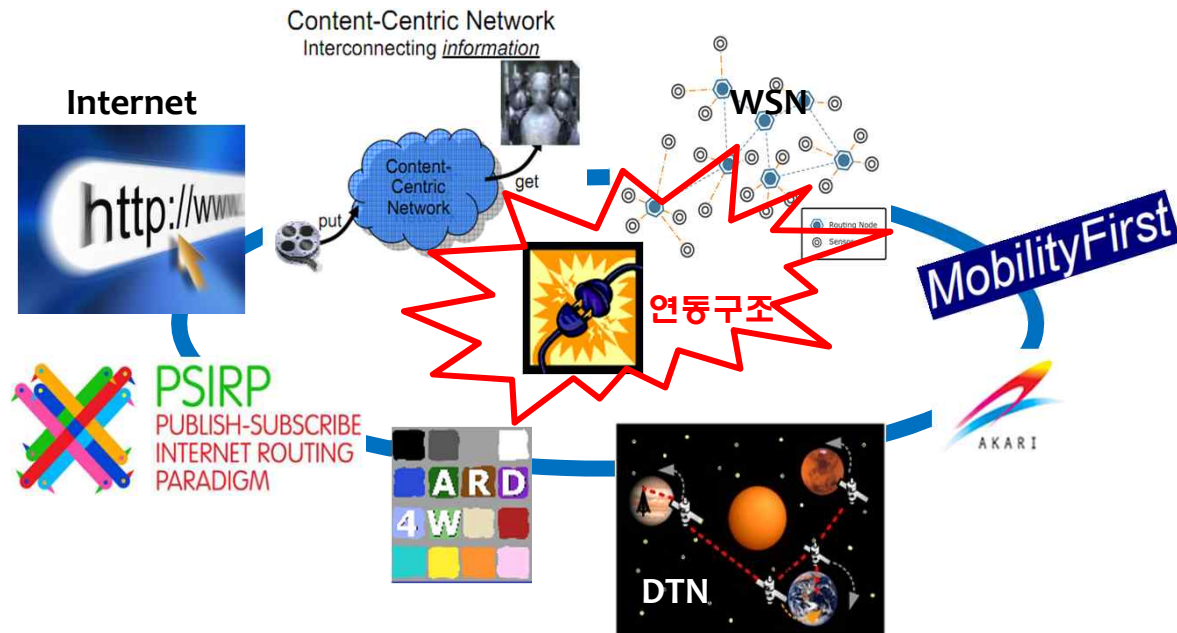 Content-Centric Network
Interconnecting information
Internet
WSN
http://www.
Content-
Centric
Network
put
get
Routing Node
Sensor
MobilityFirst
연동구조
PSIRP
PUBLISH-SUBSCRIBE
INTERNET ROUTING
PARADIGM
AKARI
A R D
4 W
DTN